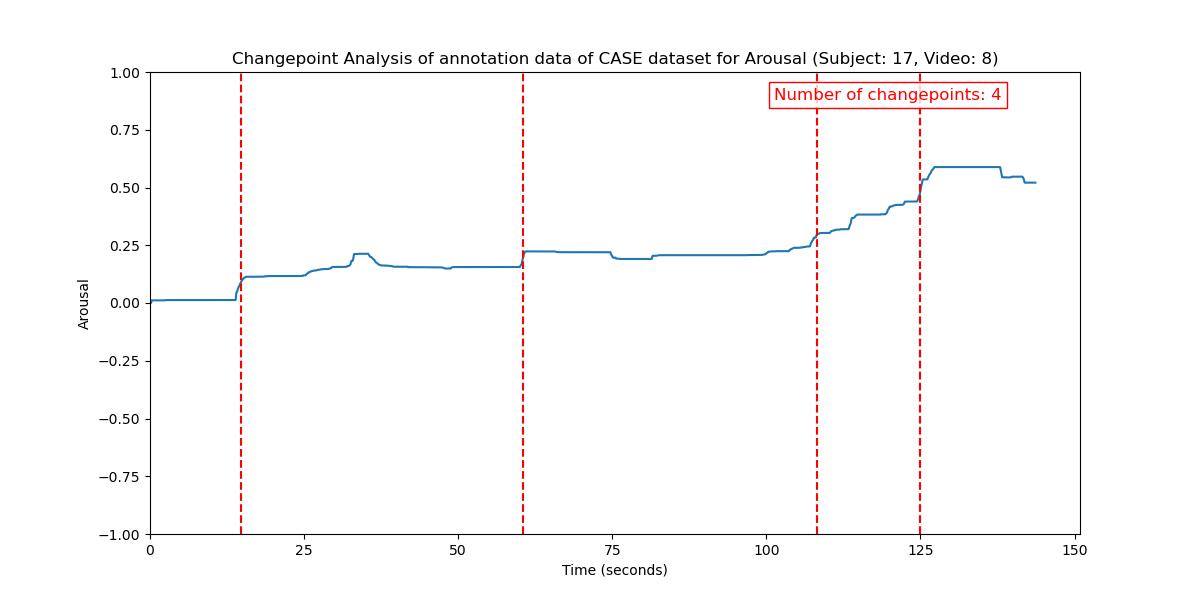 Changepoint Analysis of annotation data of CASE dataset for Arousal (Subject: 17, Video: 8)
Number of changepoints: 4
1.00
0.75
0.50
0.25
0.00
−0.25
−0.50
−0.75
−1.00
Arousal
0 25 50 75 100 125 150
Time (seconds)